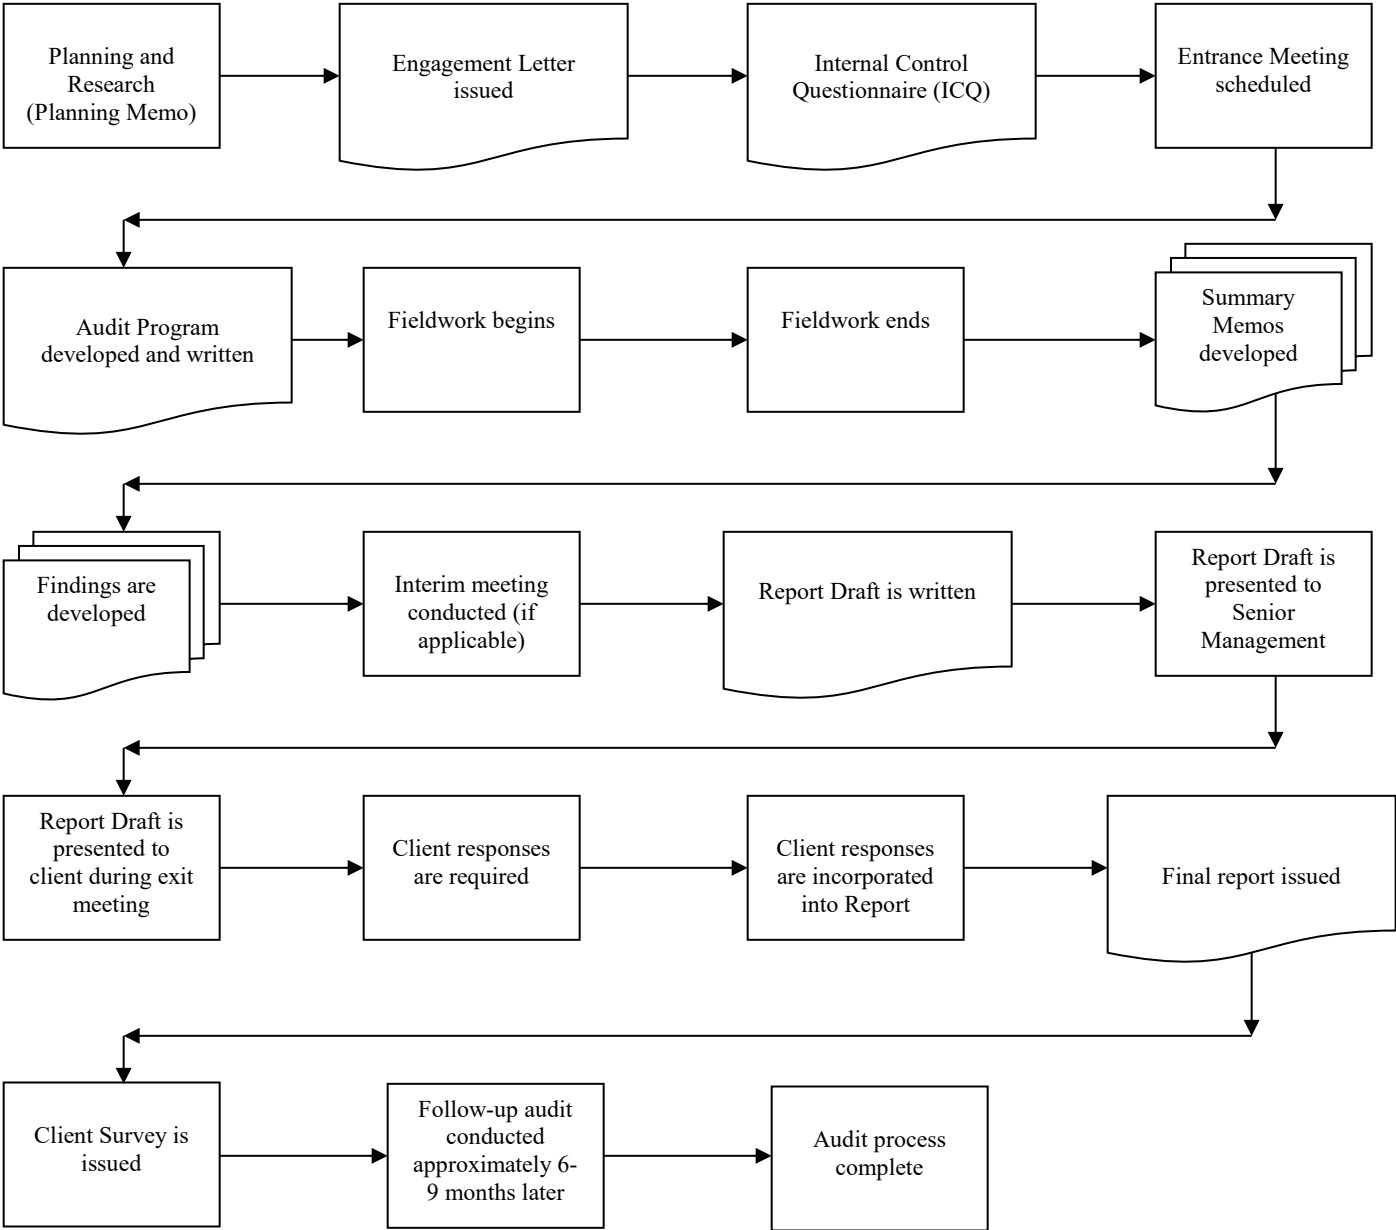 Planning and
Research
(Planning Memo)
Engagement Letter
issued
Internal Control
Questionnaire (ICQ)
Entrance Meeting
scheduled
Audit Program
developed and written
Fieldwork begins
Fieldwork ends
Summary
Memos
developed
Findings are
developed
Interim meeting
conducted (if
applicable)
Report Draft is written
Report Draft is
presented to
Senior
Management
Report Draft is
presented to
client during exit
meeting
Client responses
are required
Client responses
are incorporated
into Report
Final report issued
Client Survey is
issued
Follow-up audit
conducted
approximately 6-
9 months later
Audit process
complete